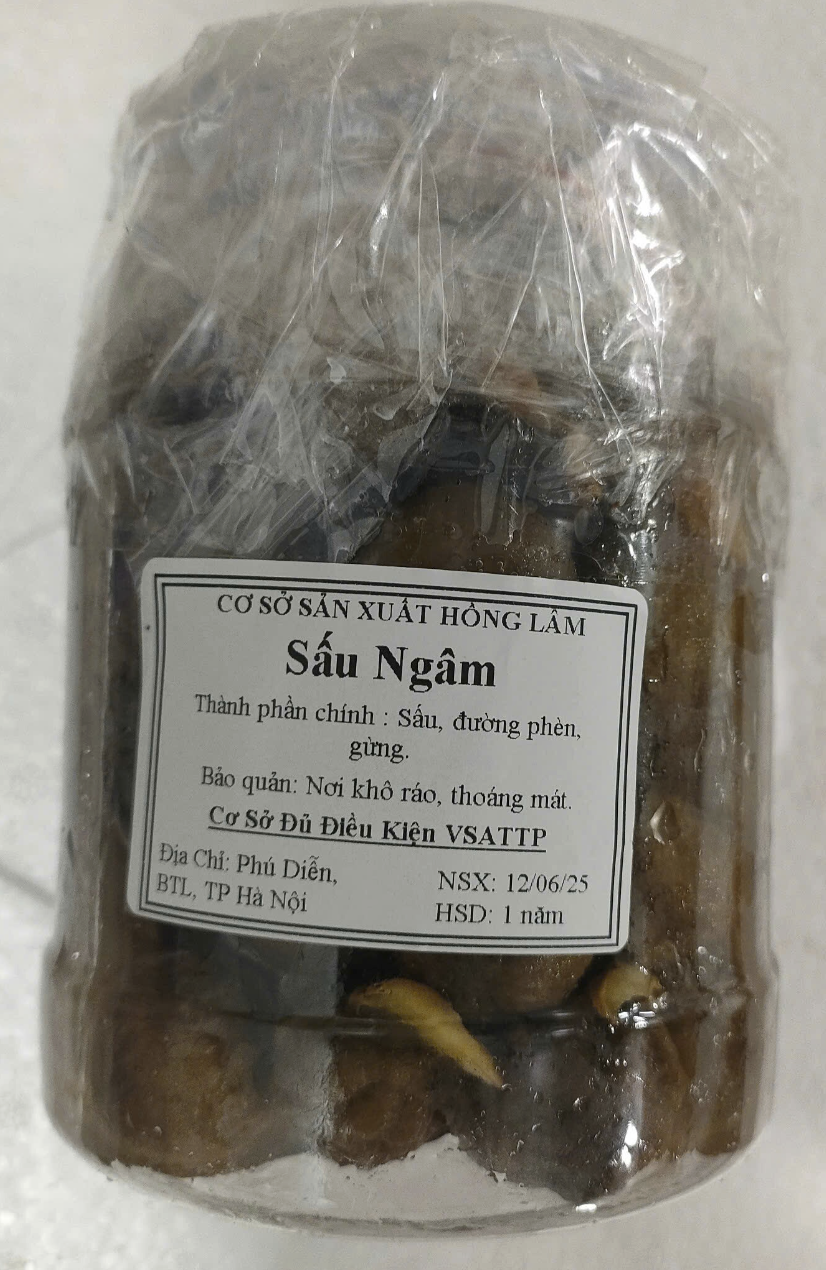 CƠ SỞ SẢN XUẤT HỒNG LÂM
Sấu Ngâm
Thành phần chính : Sấu, đường phèn,
gừng.
Bảo quản: Nơi khô ráo, thoáng mát.
Cơ Sở Đủ Điều Kiện VSATTP
Địa Chỉ: Phú Diễn,
BTL, TP Hà Nội
NSX: 12/06/25
HSD: 1 năm